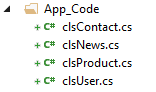 App_Code
C# clsContact.cs
C# clsNews.cs
C# clsProduct.cs
C# clsUser.cs